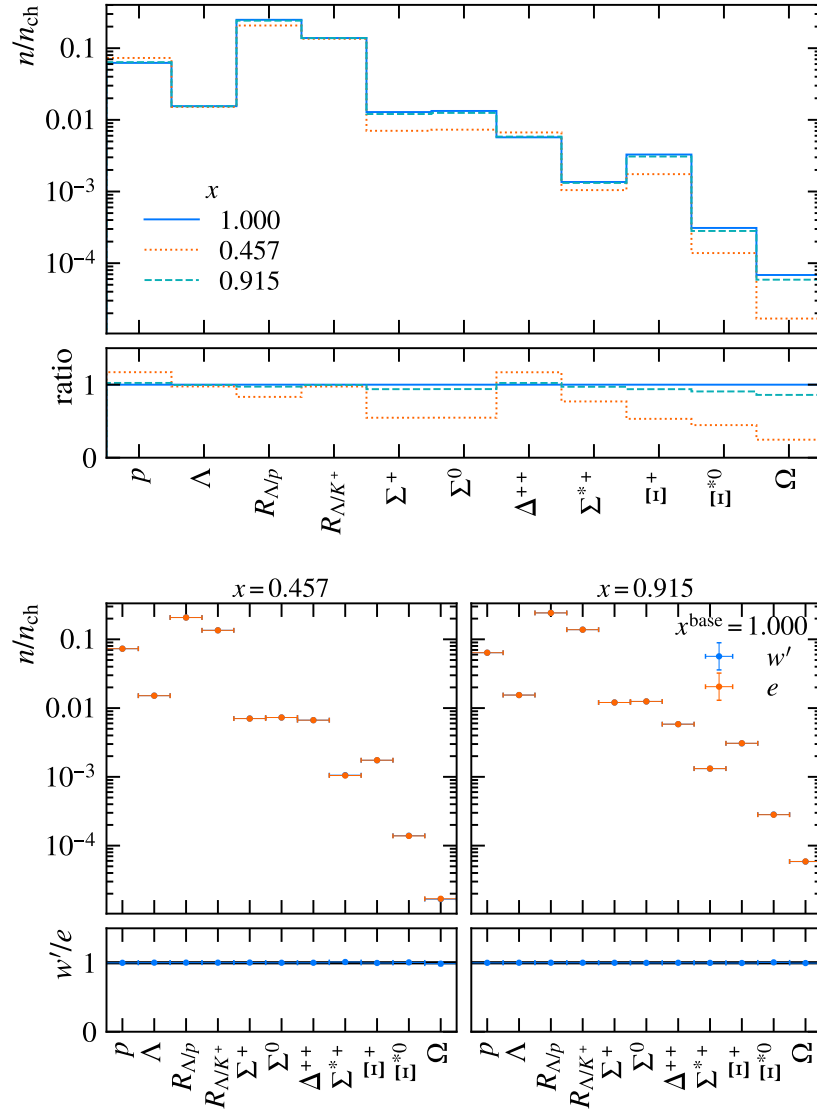 n/n_ch
0.1
0.01
10⁻³
10⁻⁴
x
1.000
0.457
0.915
ratio
1
0
p Λ R_Λ/p R_Λ/K⁺ Σ⁺ Σ⁰ Δ⁺⁺ Σ*⁺ Ξ⁺ Ξ*⁰ Ω
x = 0.457 x = 0.915
n/n_ch
0.1
0.01
10⁻³
10⁻⁴
x^base = 1.000
w′
e
w′/e
1
0
p Λ R_Λ/p R_Λ/K⁺ Σ⁺ Σ⁰ Δ⁺⁺ Σ*⁺ Ξ⁺ Ξ*⁰ Ω
p Λ R_Λ/p R_Λ/K⁺ Σ⁺ Σ⁰ Δ⁺⁺ Σ*⁺ Ξ⁺ Ξ*⁰ Ω